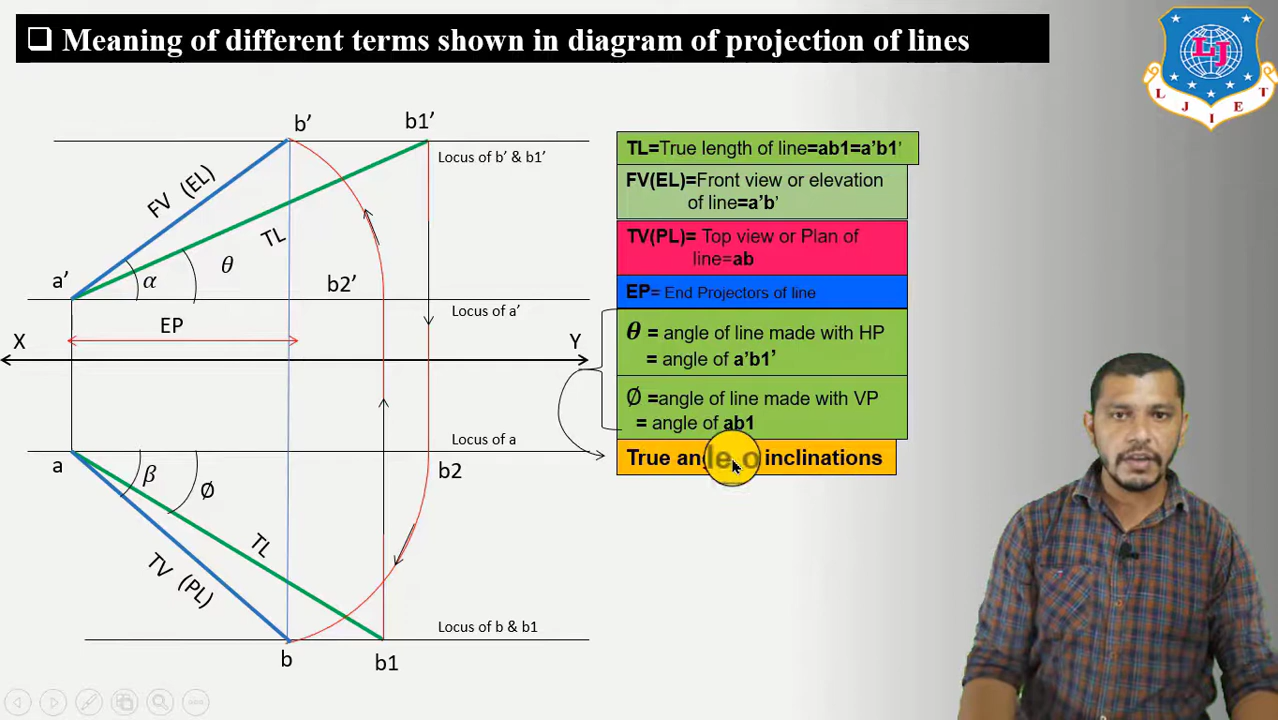 ❑ Meaning of different terms shown in diagram of projection of lines
LJ
L J I E T
b’
b1’
Locus of b’ & b1’
FV (EL)
TL
a’
α
θ
b2’
Locus of a’
EP
X
Y
Locus of a
a
β
Ø
b2
TL
TV (PL)
Locus of b & b1
b
b1
TL=True length of line=ab1=a’b1’
FV(EL)=Front view or elevation
of line=a’b’
TV(PL)= Top view or Plan of
line=ab
EP= End Projectors of line
θ = angle of line made with HP
= angle of a’b1’
Ø =angle of line made with VP
= angle of ab1
True angle o inclinations